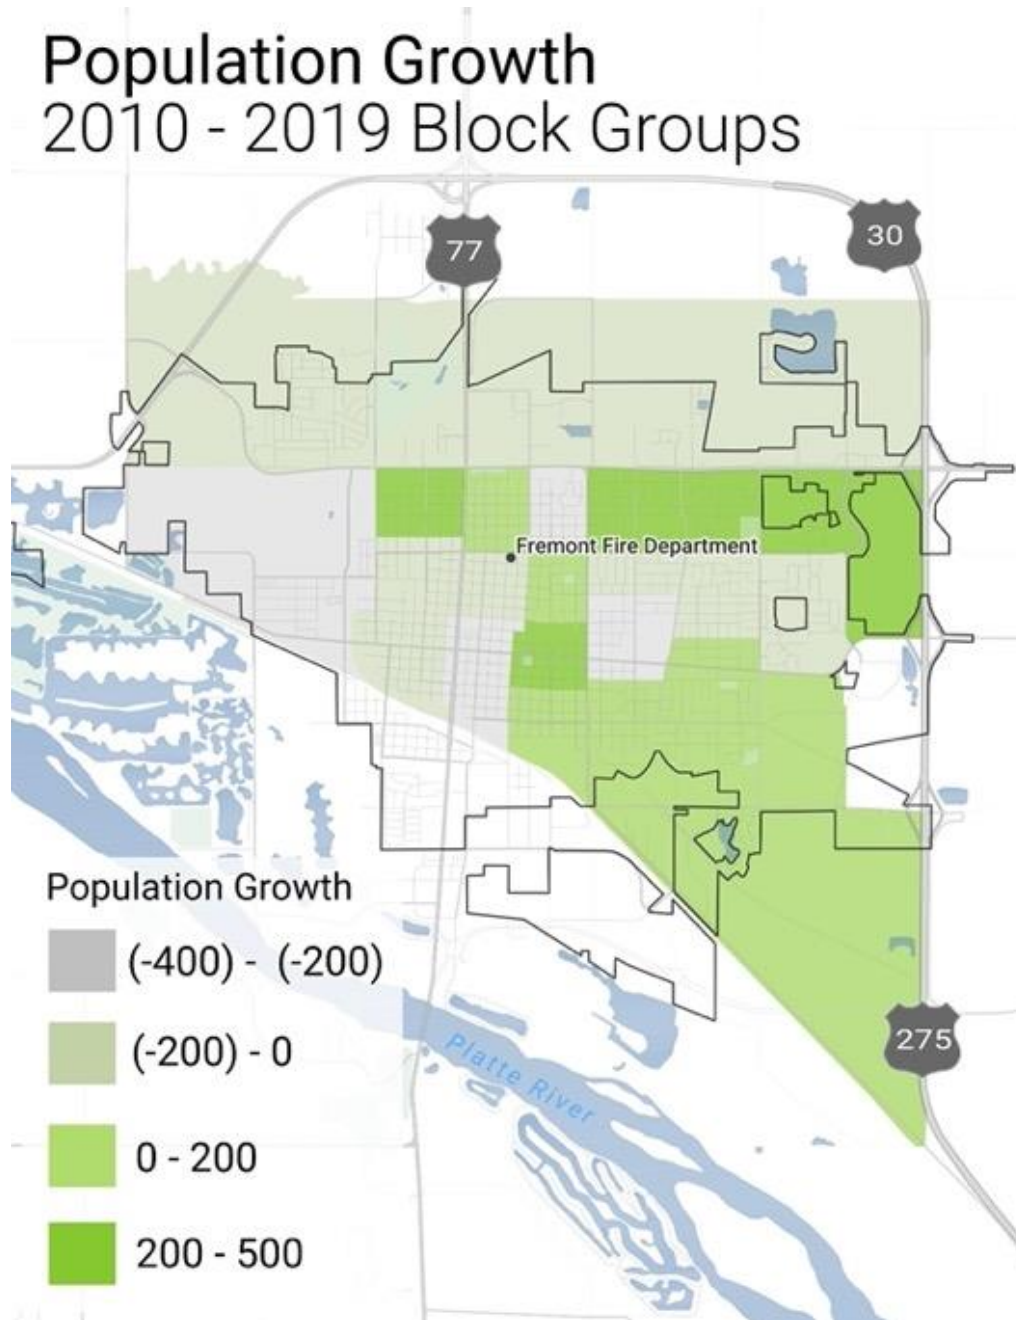 Population Growth
2010 - 2019 Block Groups
77
30
Fremont Fire Department
Population Growth
(-400) - (-200)
(-200) - 0
0 - 200
200 - 500
275
Platte River